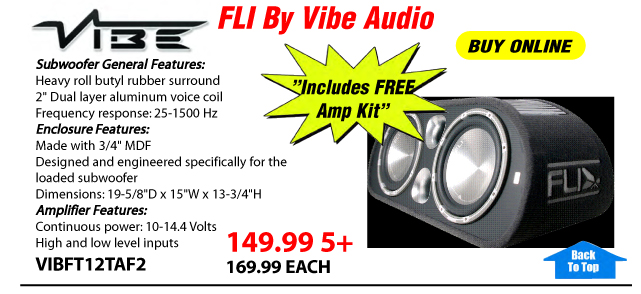 VIBE
FLI By Vibe Audio
BUY ONLINE
Subwoofer General Features:
Heavy roll butyl rubber surround
2" Dual layer aluminum voice coil
Frequency response: 25-1500 Hz
Enclosure Features:
Made with 3/4" MDF
Designed and engineered specifically for the
loaded subwoofer
Dimensions: 19-5/8"D x 15"W x 13-3/4"H
Amplifier Features:
Continuous power: 10-14.4 Volts
High and low level inputs
VIBFT12TAF2
"Includes FREE
Amp Kit"
149.99 5+
169.99 EACH
FLI
Back
To Top